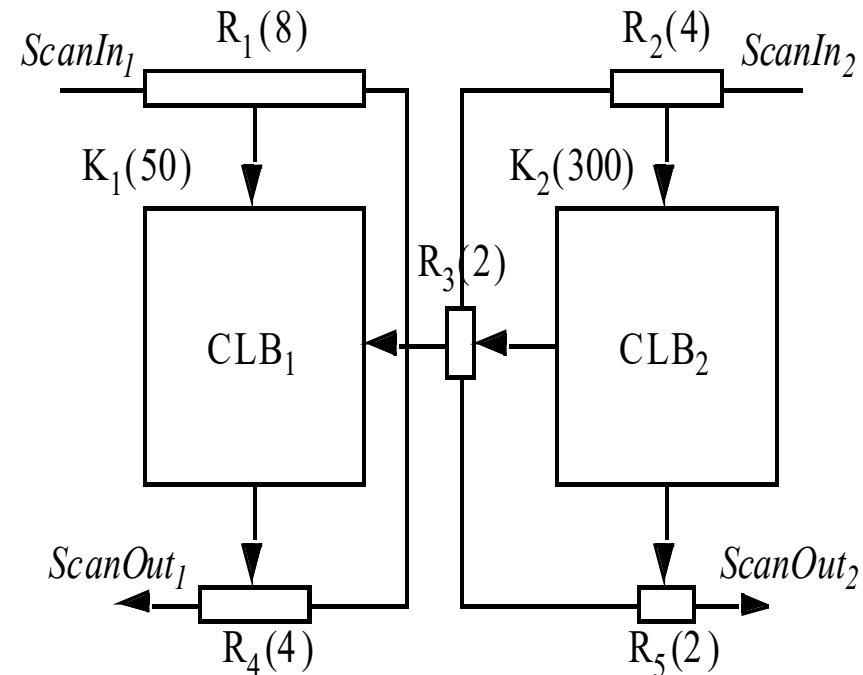 R1(8)
R2(4)
ScanIn1
ScanIn2
K1(50)
K2(300)
R3(2)
CLB1
CLB2
ScanOut1
ScanOut2
R4(4)
R5(2)